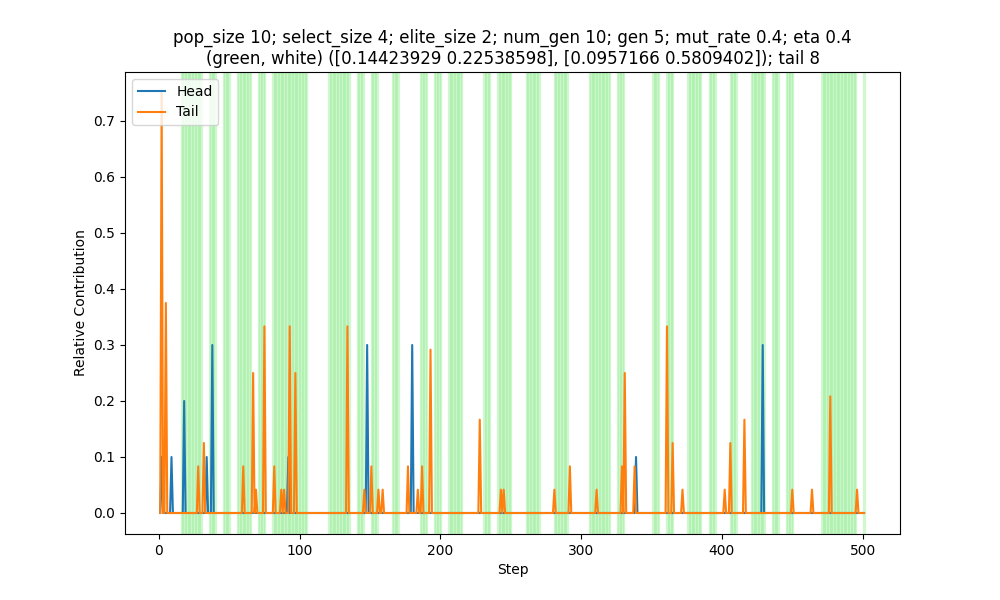 pop_size 10; select_size 4; elite_size 2; num_gen 10; gen 5; mut_rate 0.4; eta 0.4
(green, white) ([0.14423929 0.22538598], [0.0957166 0.5809402]); tail 8
Head
Tail
0.7
0.6
0.5
0.4
0.3
0.2
0.1
0.0
Relative Contribution
0
100
200
300
400
500
Step